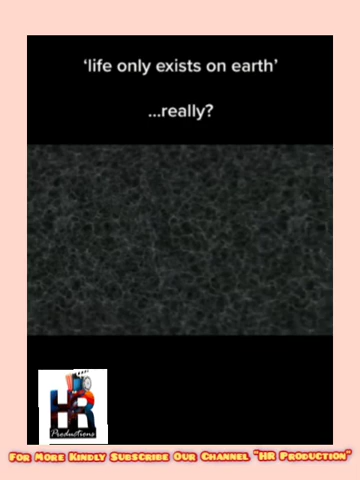 ‘life only exists on earth’
...really?
HR
Productions
For More Kindly Subscribe Our Channel "HR Production"